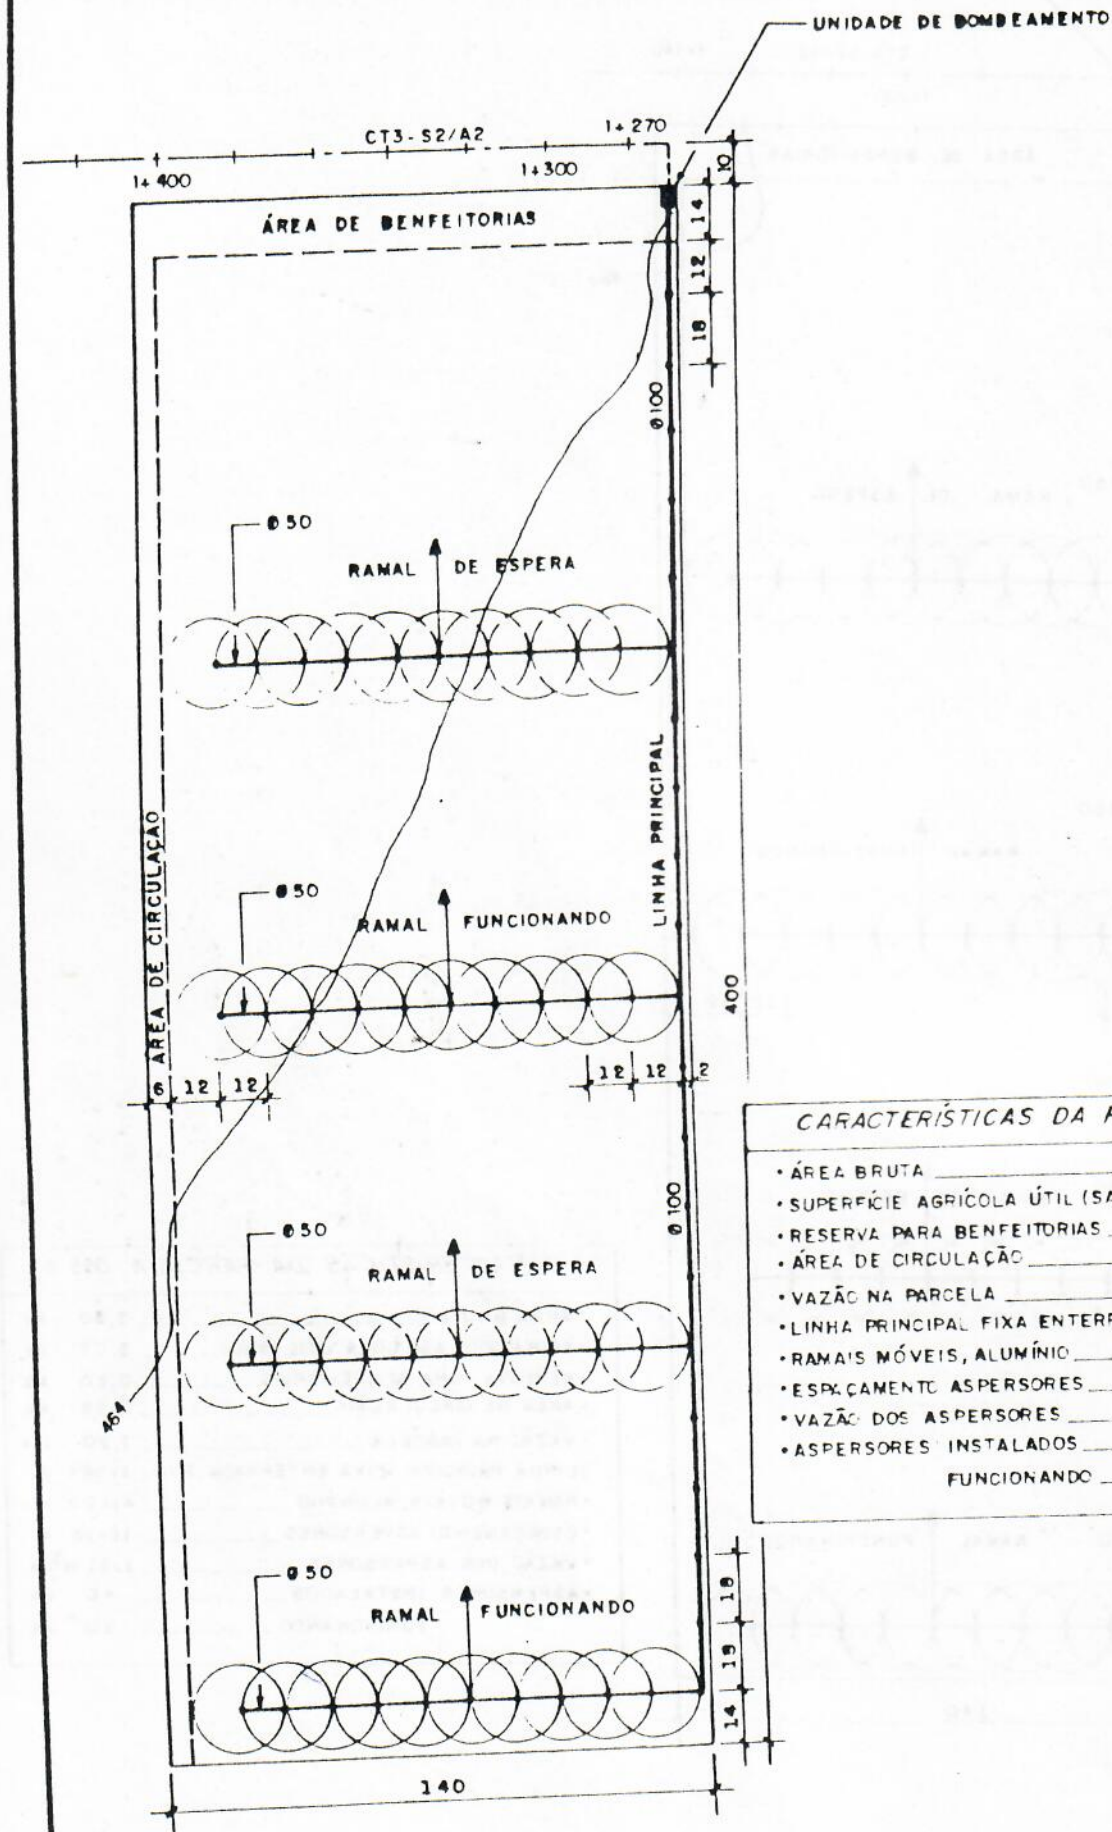 UNIDADE DE BOMBEAMENTO
CT3-S2/A2
1+270
1+400
1+300
10
ÁREA DE BENFEITORIAS
14
12
18
Ø100
Ø50
RAMAL DE ESPERA
LINHA PRINCIPAL
ÁREA DE CIRCULAÇÃO
Ø50
RAMAL FUNCIONANDO
400
6 12 12
12 12 2
CARACTERÍSTICAS DA
• ÁREA BRUTA
• SUPERFÍCIE AGRÍCOLA ÚTIL (SA
• RESERVA PARA BENFEITORIAS
• ÁREA DE CIRCULAÇÃO
• VAZÃO NA PARCELA
• LINHA PRINCIPAL FIXA ENTERR
• RAMAIS MÓVEIS, ALUMÍNIO
• ESPAÇAMENTO ASPERSORES
• VAZÃO DOS ASPERSORES
• ASPERSORES INSTALADOS
FUNCIONANDO
Ø100
Ø50
RAMAL DE ESPERA
464
Ø50
RAMAL FUNCIONANDO
18
18
14
140